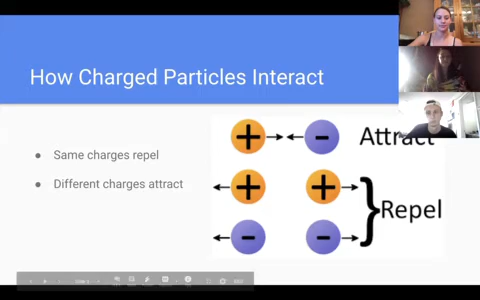 How Charged Particles Interact
Same charges repel
Different charges attract
+ - Attract
+ +
Repel
- -